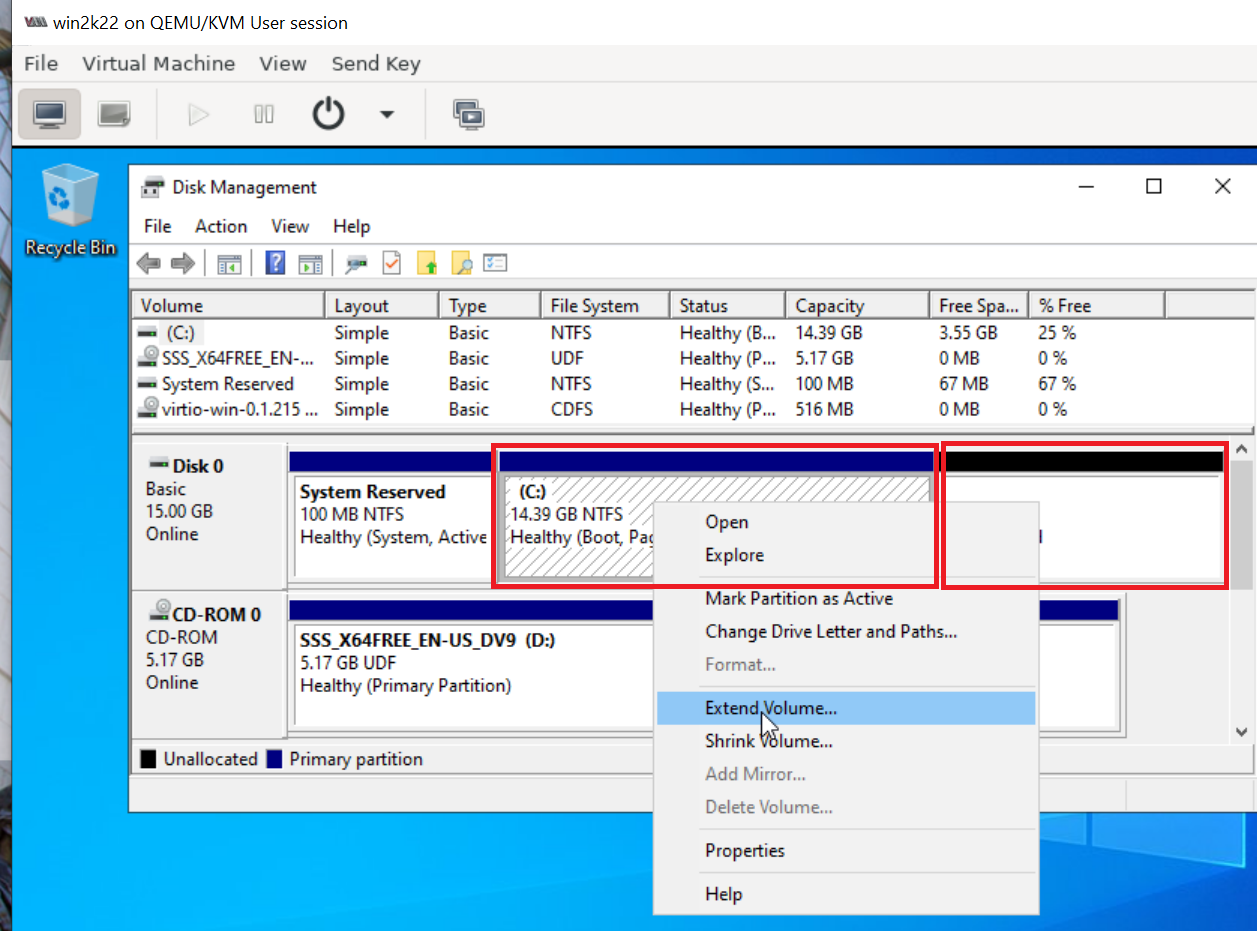 win2k22 on QEMU/KVM User session
File Virtual Machine View Send Key
Recycle Bin
Disk Management
File Action View Help
Volume Layout Type File System Status Capacity Free Spa... % Free
(C:) Simple Basic NTFS Healthy (B... 14.39 GB 3.55 GB 25 %
SSS_X64FREE_EN-... Simple Basic UDF Healthy (P... 5.17 GB 0 MB 0 %
System Reserved Simple Basic NTFS Healthy (S... 100 MB 67 MB 67 %
virtio-win-0.1.215 ... Simple Basic CDFS Healthy (P... 516 MB 0 MB 0 %
Disk 0
Basic
15.00 GB
Online
System Reserved
100 MB NTFS
Healthy (System, Active
(C:)
14.39 GB NTFS
Healthy (Boot, Pag
CD-ROM 0
CD-ROM
5.17 GB
Online
SSS_X64FREE_EN-US_DV9 (D:)
5.17 GB UDF
Healthy (Primary Partition)
Unallocated Primary partition
Open
Explore
Mark Partition as Active
Change Drive Letter and Paths...
Format...
Extend Volume...
Shrink Volume...
Add Mirror...
Delete Volume...
Properties
Help